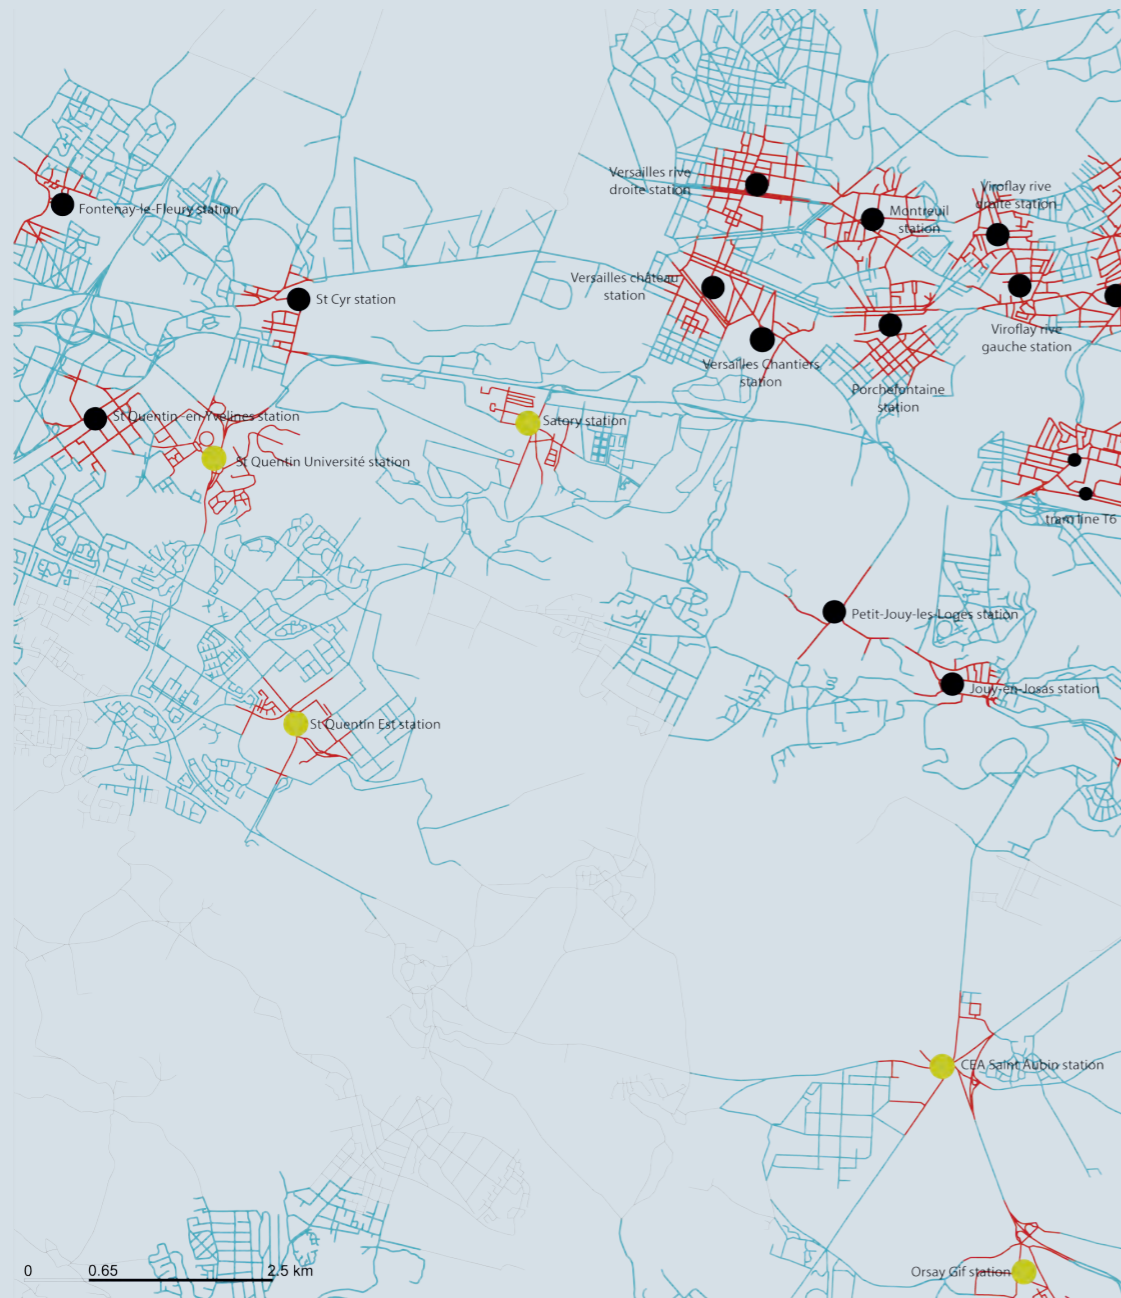 Versailles rive
droite station
Viroflay rive
droite station
Fontenay-le-Fleury station
Montreuil
station
Versailles château
station
St Cyr station
Viroflay rive
gauche station
Versailles Chantiers
station
Porchefontaine
station
St Quentin -en-Yvelines station
Satory station
St Quentin Université station
tram line T6
Petit-Jouy-les-Loges station
Jouy-en-Josas station
St Quentin Est station
CEA Saint Aubin station
Orsay Gif station
0 0.65 2.5 km